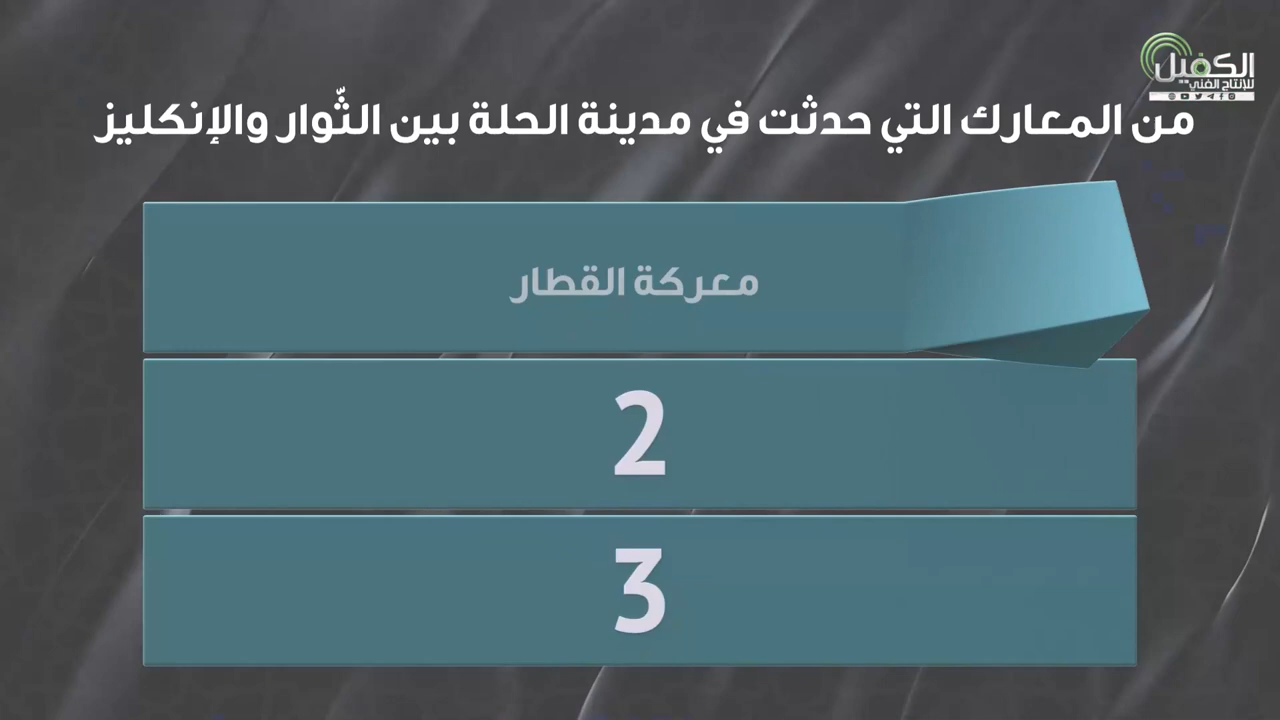 الكفيل
للإنتاج الفني
من المعارك التي حدثت في مدينة الحلة بين الثّوار والإنكليز
معركة القطار
2
3